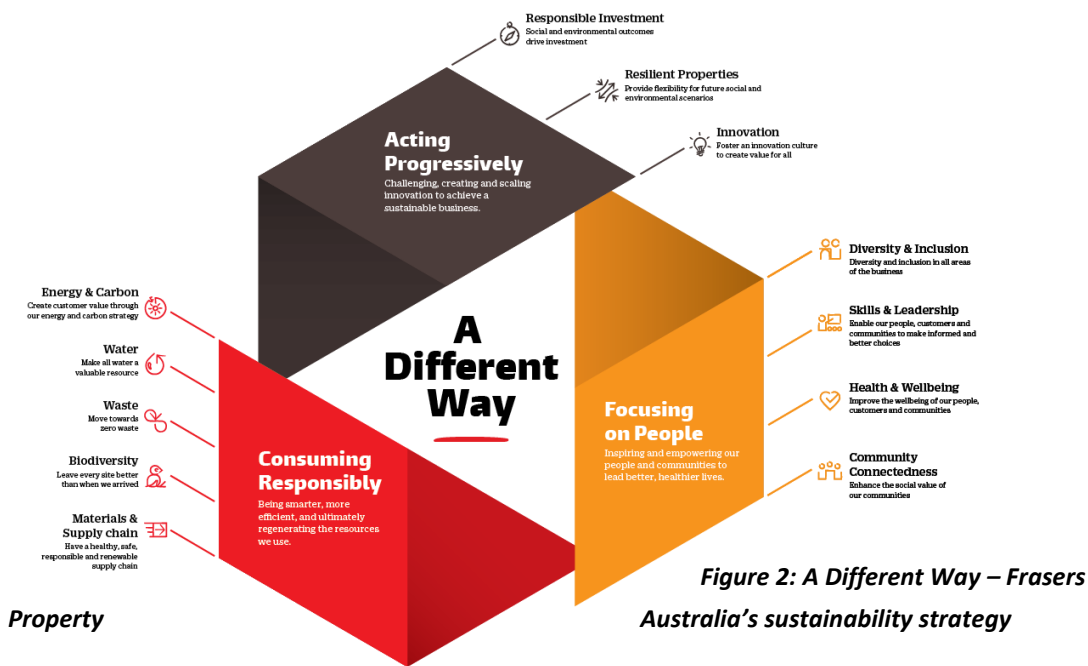 Responsible Investment
Social and environmental outcomes
drive investment
Resilient Properties
Provide flexibility for future social and
environmental scenarios
Innovation
Foster an innovation culture
to create value for all
Acting
Progressively
Challenging, creating and scaling
innovation to achieve a
sustainable business.
Diversity & Inclusion
Diversity and inclusion in all areas
of the business
Skills & Leadership
Enable our people, customers and
communities to make informed and
better choices
Health & Wellbeing
Improve the wellbeing of our people,
customers and communities
Community
Connectedness
Enhance the social value of
our communities
Focusing
on People
Inspiring and empowering our
people and communities to
lead better, healthier lives.
A
Different
Way
Energy & Carbon
Create customer value through
our energy and carbon strategy
Water
Make all water a
valuable resource
Waste
Move towards
zero waste
Biodiversity
Leave every site better
than when we arrived
Materials &
Supply chain
Have a healthy, safe,
responsible and renewable
supply chain
Consuming
Responsibly
Being smarter, more
efficient, and ultimately
regenerating the resources
we use.
Figure 2: A Different Way – Frasers
Property Australia's sustainability strategy